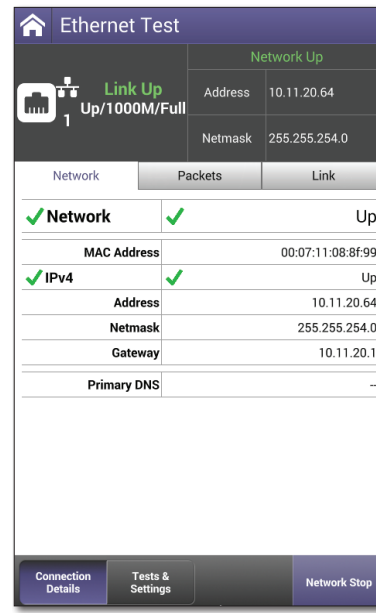 Ethernet Test
Network Up
Link Up
Up/1000M/Full
1
Address 10.11.20.64
Netmask 255.255.254.0
Network Packets Link
Network Up
MAC Address 00:07:11:08:8f:99
IPv4 Up
Address 10.11.20.64
Netmask 255.255.254.0
Gateway 10.11.20.1
Primary DNS --
Connection Details
Tests & Settings
Network Stop